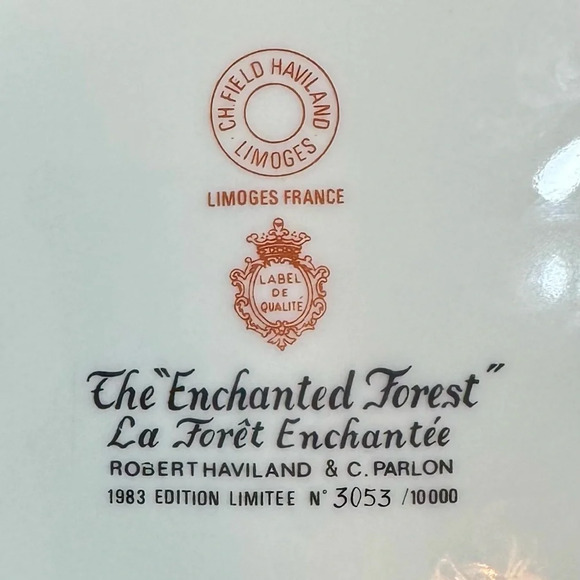 CH. FIELD HAVILAND
LIMOGES
LIMOGES FRANCE
LABEL
DE
QUALITÉ
The "Enchanted Forest"
La Forêt Enchantée
ROBERT HAVILAND & C. PARLON
1983 EDITION LIMITEE N° 3053 /10000